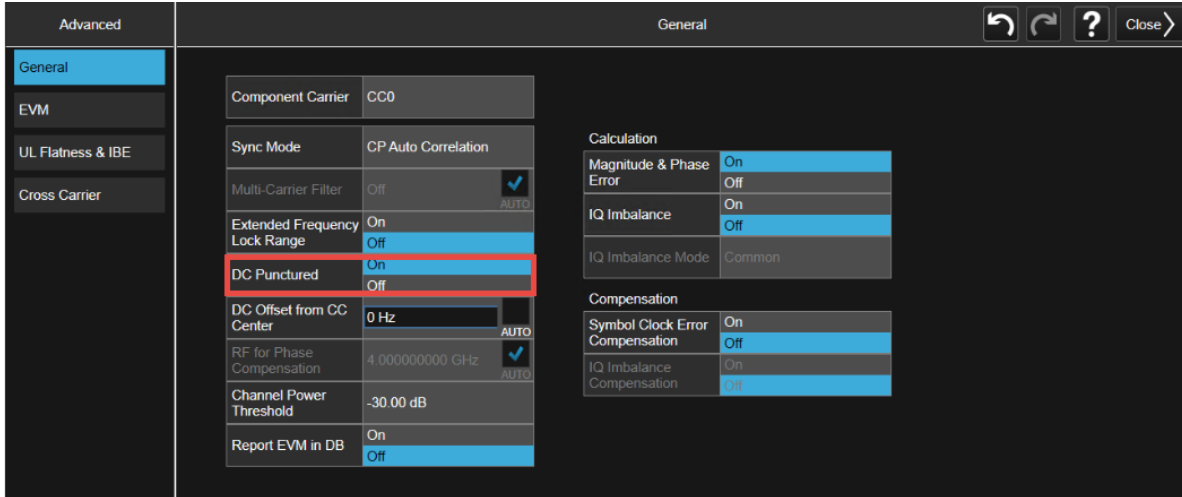 Advanced
General
? Close
General
EVM
UL Flatness & IBE
Cross Carrier
Component Carrier CC0
Sync Mode CP Auto Correlation
Multi-Carrier Filter Off
AUTO
Extended Frequency
Lock Range
On
Off
DC Punctured
On
Off
DC Offset from CC
Center
0 Hz
AUTO
RF for Phase
Compensation
4.000000000 GHz
AUTO
Channel Power
Threshold
-30.00 dB
Report EVM in DB
On
Off
Calculation
Magnitude & Phase
Error
On
Off
IQ Imbalance
On
Off
IQ Imbalance Mode Common
Compensation
Symbol Clock Error
Compensation
On
Off
IQ Imbalance
Compensation
On
Off